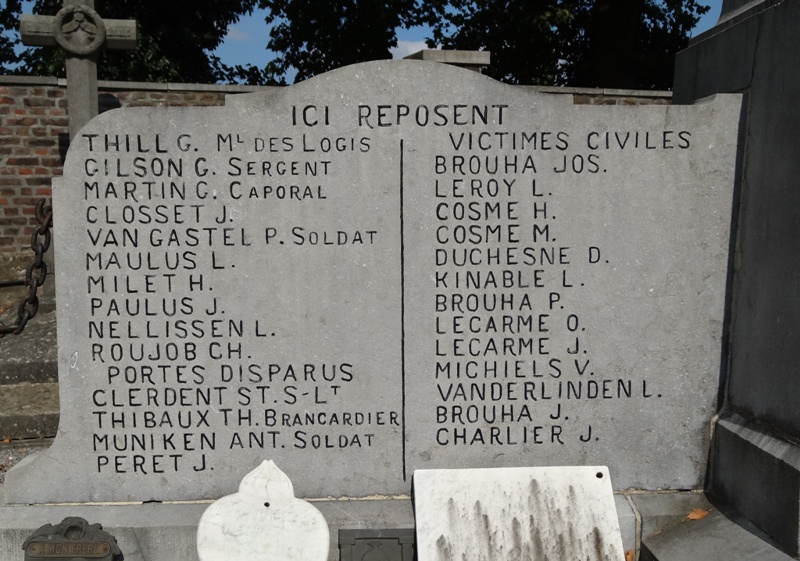 ICI REPOSENT
THILL G. ML DES LOGIS
GILSON G. SERGENT
MARTIN G. CAPORAL
CLOSSET J.
VAN GASTEL P. SOLDAT
MAULUS L.
MILET H.
PAULUS J.
NELLISSEN L.
ROUJOB CH.
PORTES DISPARUS
CLERDENT ST. S-LT
THIBAUX TH. BRANCARDIER
MUNIKEN ANT. SOLDAT
PERET J.
VICTIMES CIVILES
BROUHA JOS.
LEROY L.
COSME H.
COSME M.
DUCHESNE D.
KINABLE L.
BROUHA P.
LECARME O.
LECARME J.
MICHIELS V.
VANDERLINDEN L.
BROUHA J.
CHARLIER J.
A MON FRERE